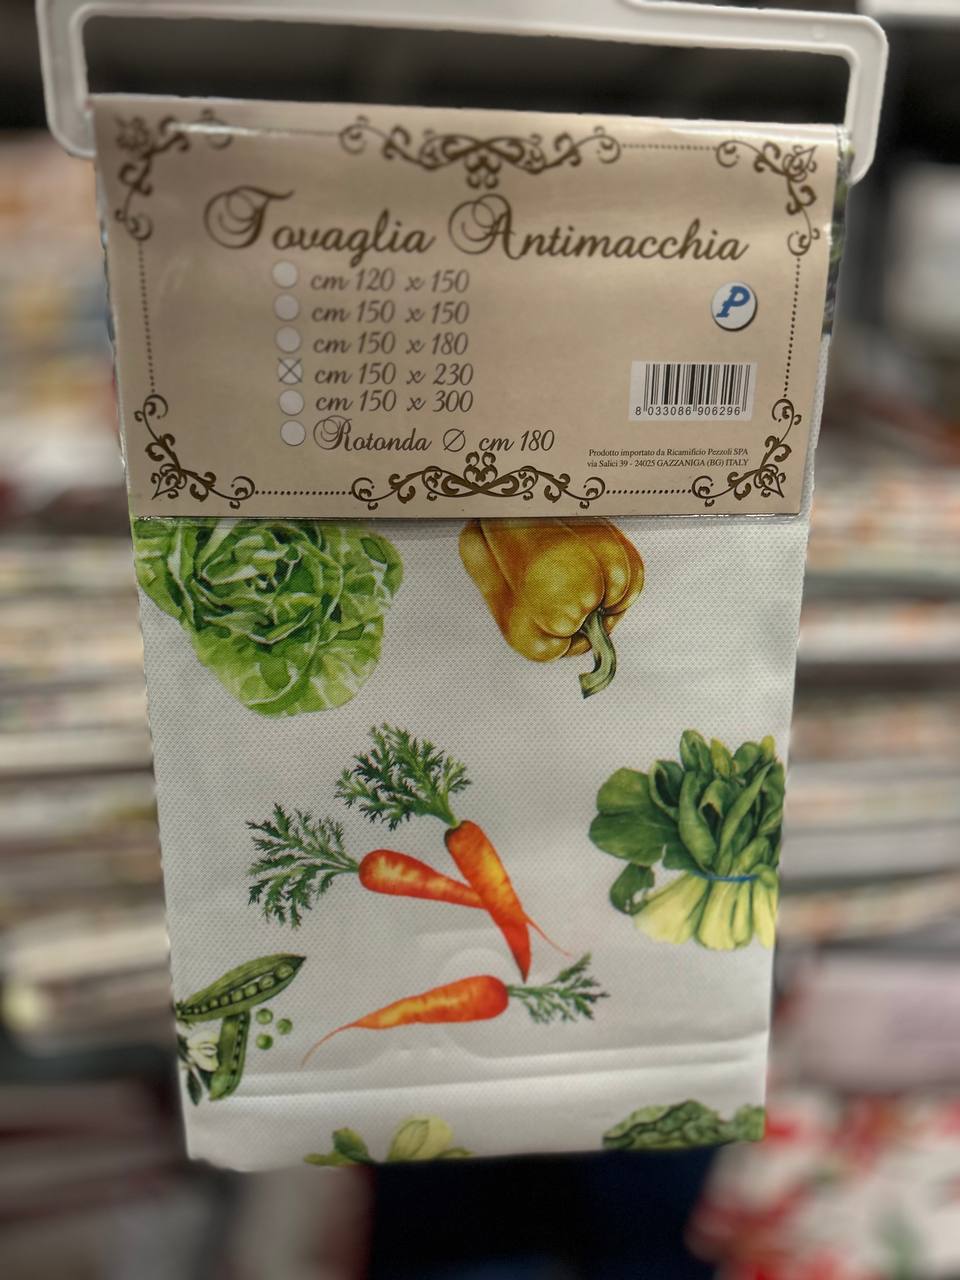 Tovaglia Antimacchia
cm 120 x 150
cm 150 x 150
cm 150 x 180
cm 150 x 230
cm 150 x 300
Rotonda Ø cm 180
P
8 033086 906296
Prodotto importato da Ricamificio Pezzoli SPA
via Salici 39 - 24025 GAZZANIGA (BG) ITALY